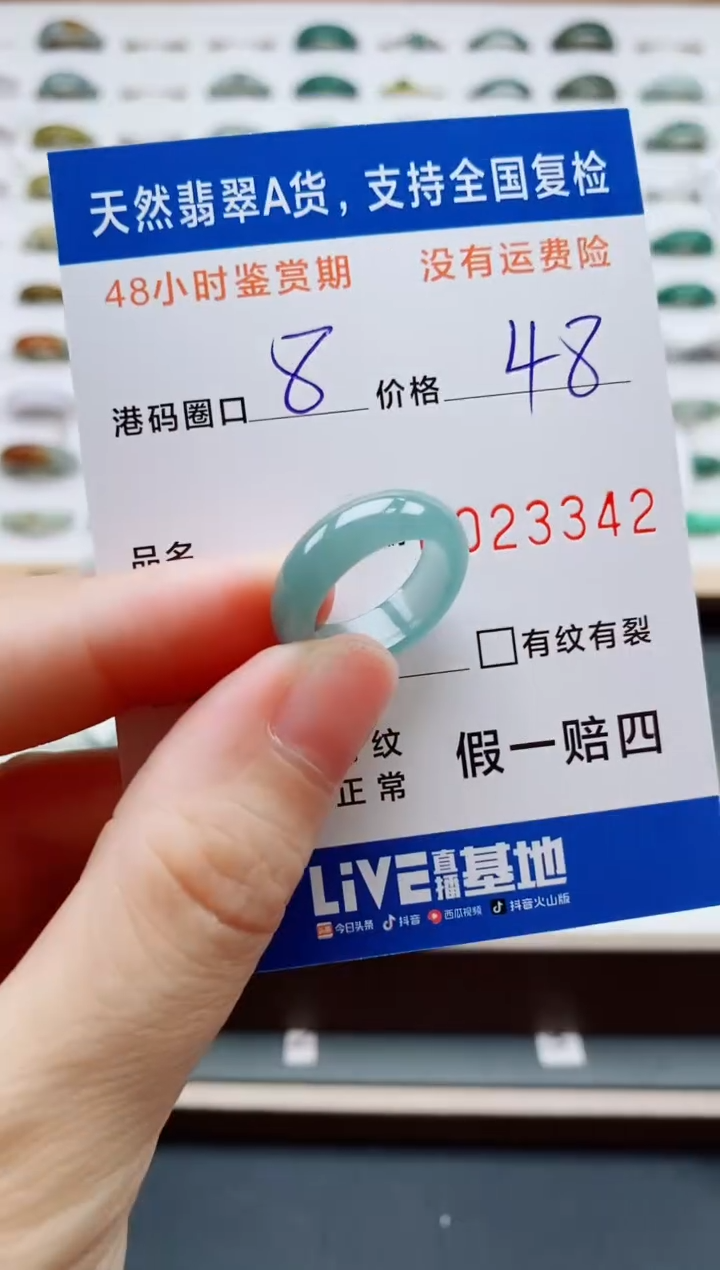 天然翡翠A货，支持全国复检
48小时鉴赏期 没有运费险
港码圈口 8 价格 48
品名 023342
有纹有裂
纹 假一赔四
正常
LiVE直播基地
今日头条 抖音 西瓜视频 抖音火山版